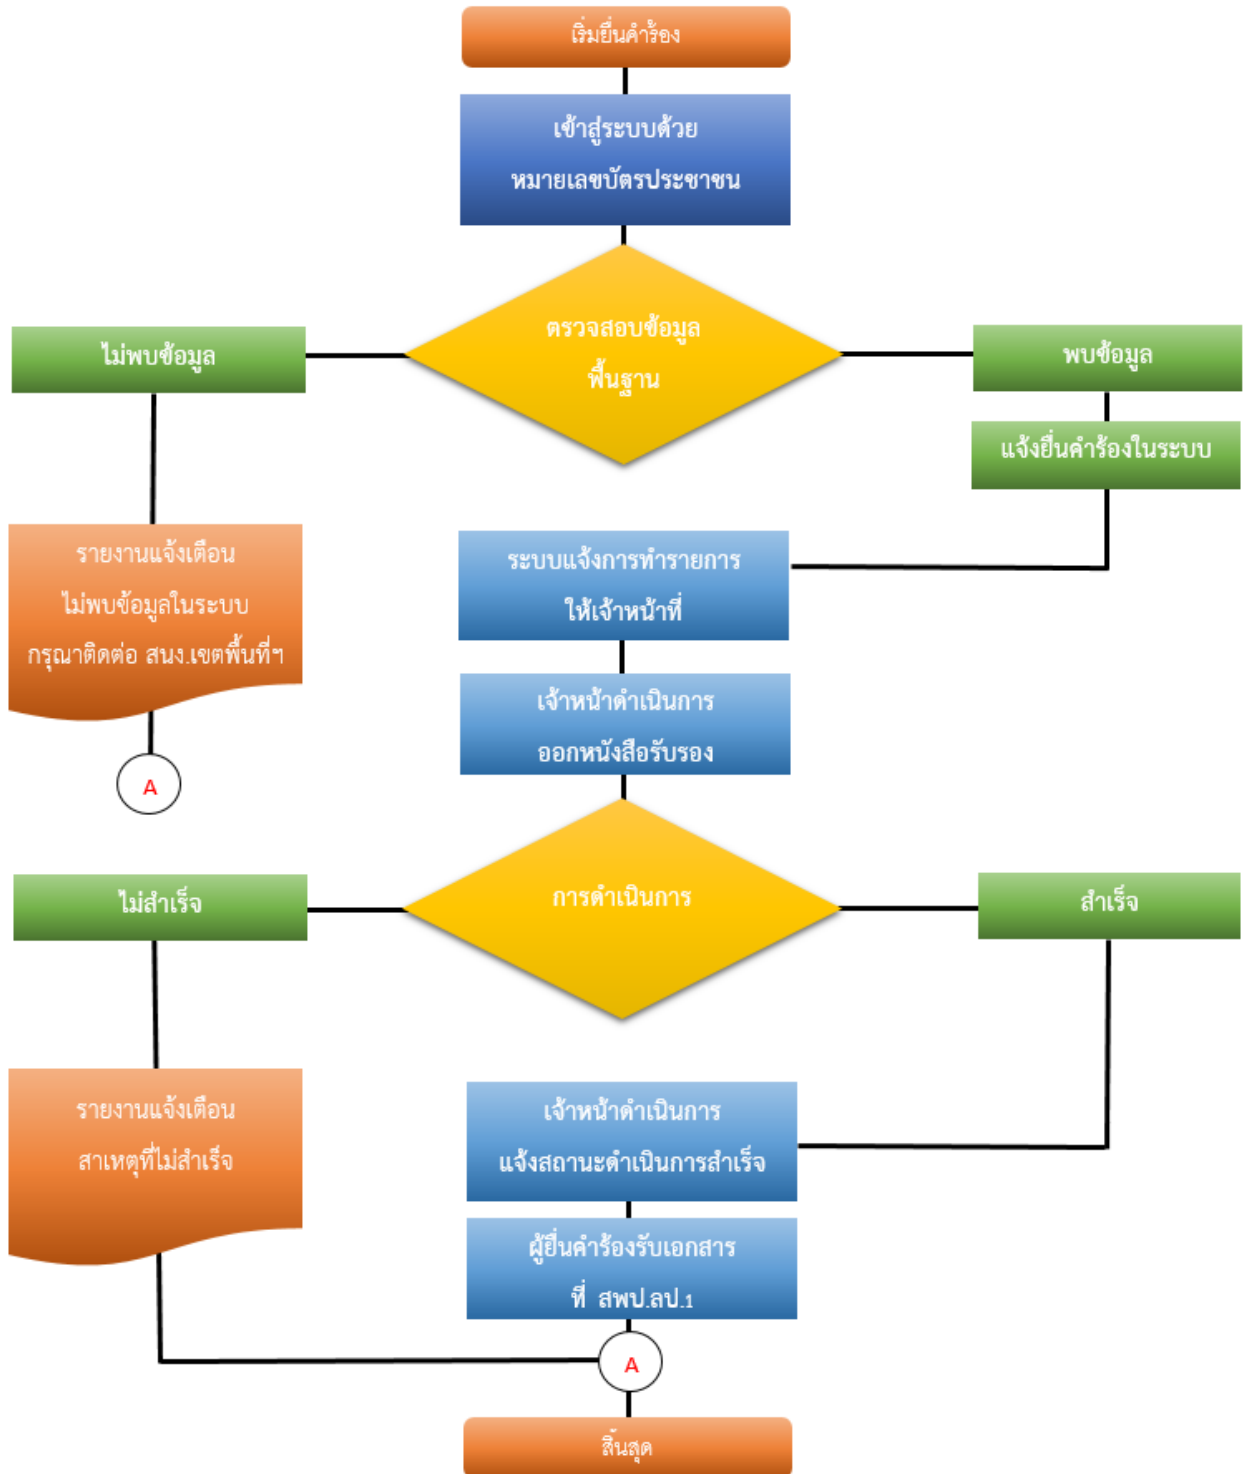 เริ่มยื่นคำร้อง
เข้าสู่ระบบด้วย
หมายเลขบัตรประชาชน
ตรวจสอบข้อมูล
พื้นฐาน
ไม่พบข้อมูล
พบข้อมูล
แจ้งยื่นคำร้องในระบบ
รายงานแจ้งเตือน
ไม่พบข้อมูลในระบบ
กรุณาติดต่อ สนง.เขตพื้นที่ฯ
A
ระบบแจ้งการทำรายการ
ให้เจ้าหน้าที่
เจ้าหน้าดำเนินการ
ออกหนังสือรับรอง
การดำเนินการ
ไม่สำเร็จ
สำเร็จ
รายงานแจ้งเตือน
สาเหตุที่ไม่สำเร็จ
เจ้าหน้าดำเนินการ
แจ้งสถานะดำเนินการสำเร็จ
ผู้ยื่นคำร้องรับเอกสาร
ที่ สพป.ลป.1
A
สิ้นสุด